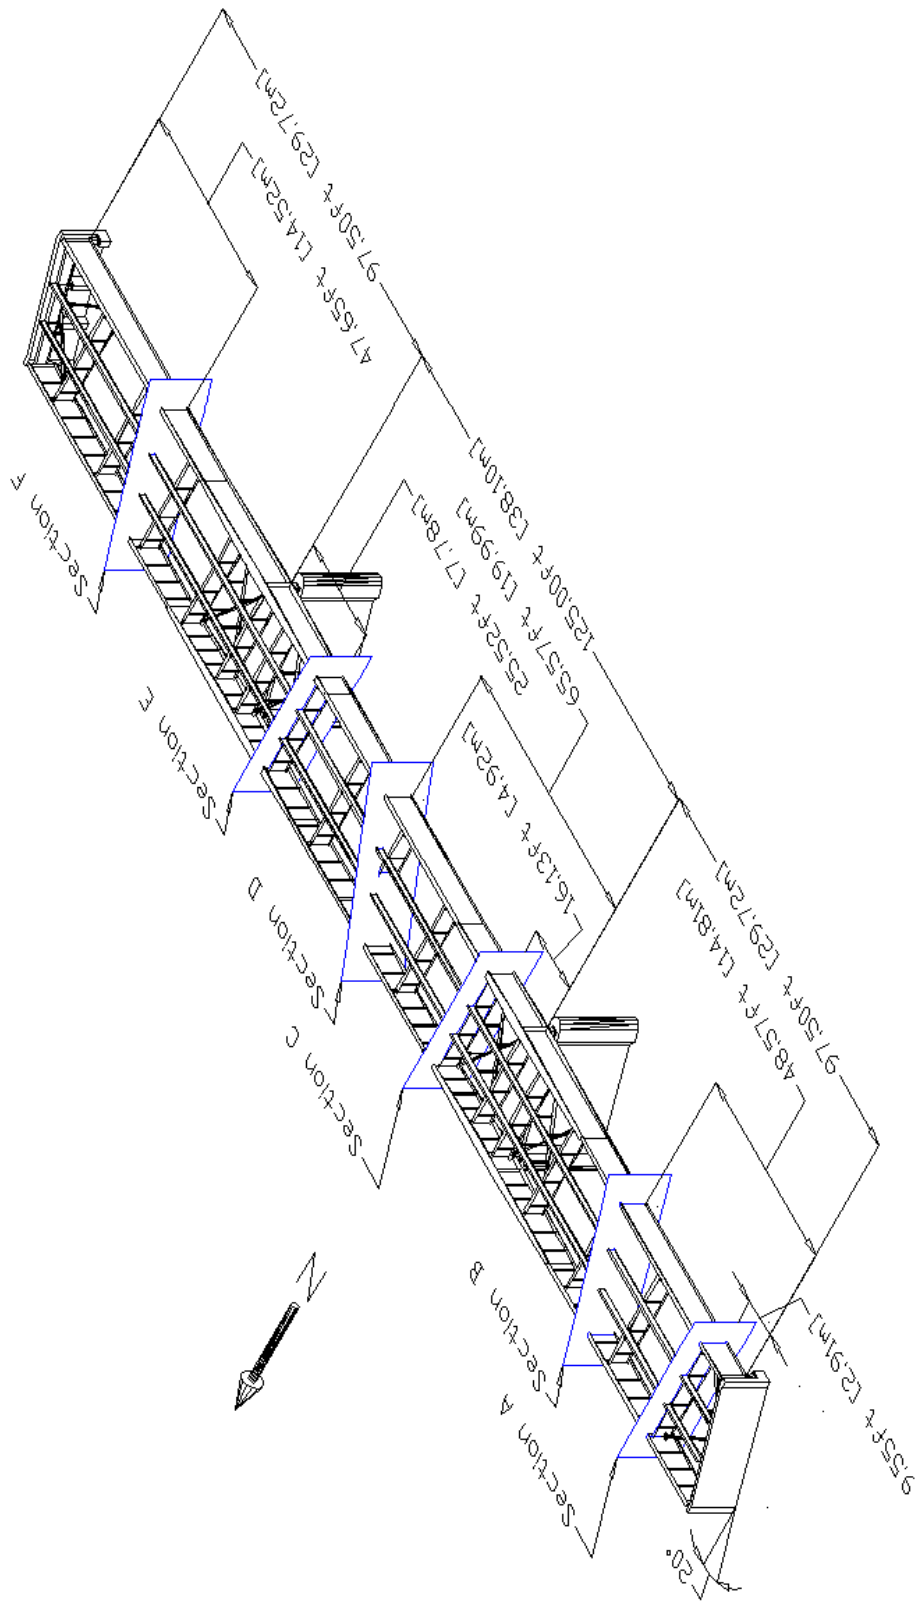 97.50ft [29.72m]
47.65ft [14.52m]
125.00ft [38.10m]
65.57ft [19.99m]
25.52ft [7.78m]
16.13ft [4.92m]
97.50ft [29.72m]
48.57ft [14.81m]
9.55ft [2.91m]
20°
Section F
Section E
Section D
Section C
Section B
Section A
N